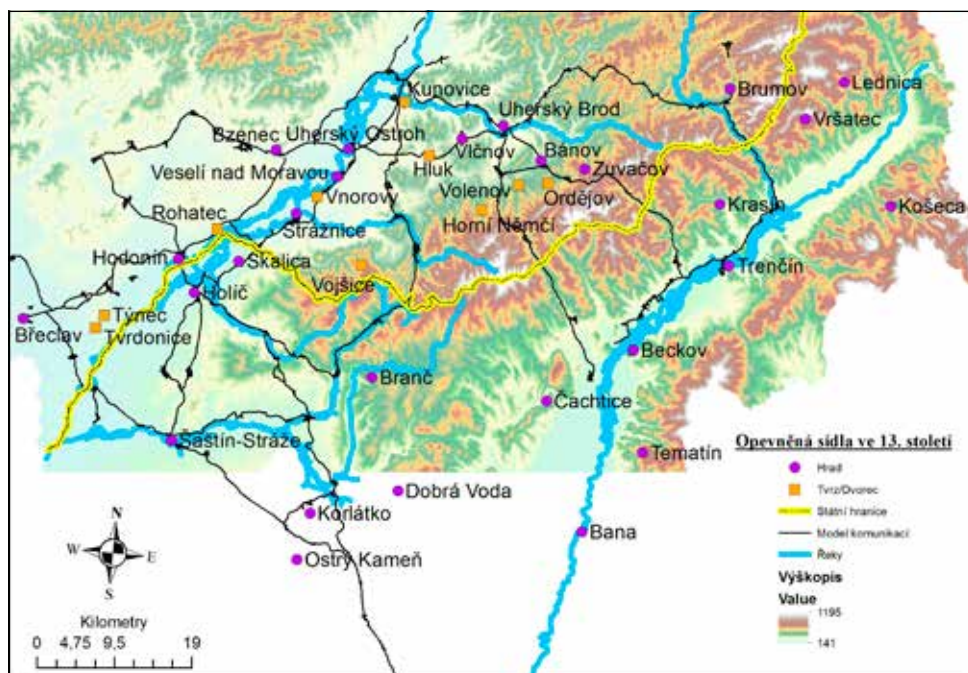 Kunovice
Brumov
Lednica
Uherský Brod
Vršatec
Bzenec
Uherský Ostroh
Vlčnov
Bánov
Hluk
Zuvačov
Veselí nad Moravou
Volenov
Ordějov
Vnorovy
Krasín
Košeca
Rohatec
Strážnice
Horní Němčí
Hodonín
Skalica
Vojšice
Trenčín
Holíč
Týnec
Břeclav
Tvrdonice
Beckov
Branč
Čachtice
Šaštín-Stráže
Tematín
Dobrá Voda
Korlátko
Bana
Ostrý Kameň
Opevněná sídla ve 13. století
Hrad
Tvrz/Dvorec
Státní hranice
Model komunikací
Řeky
Výškopis
Value
1195
141
N
W
E
S
Kilometry
0 4,75 9,5 19